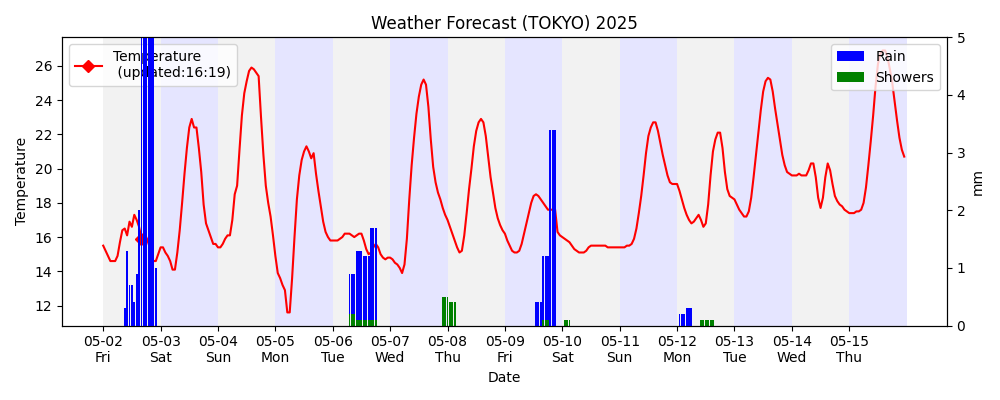 Weather Forecast (TOKYO) 2025
Temperature
(updated:16:19)
Rain
Showers
26
24
22
20
18
16
14
12
Temperature
5
4
3
2
1
0
mm
05-02 05-03 05-04 05-05 05-06 05-07 05-08 05-09 05-10 05-11 05-12 05-13 05-14 05-15
Fri Sat Sun Mon Tue Wed Thu Fri Sat Sun Mon Tue Wed Thu
Date